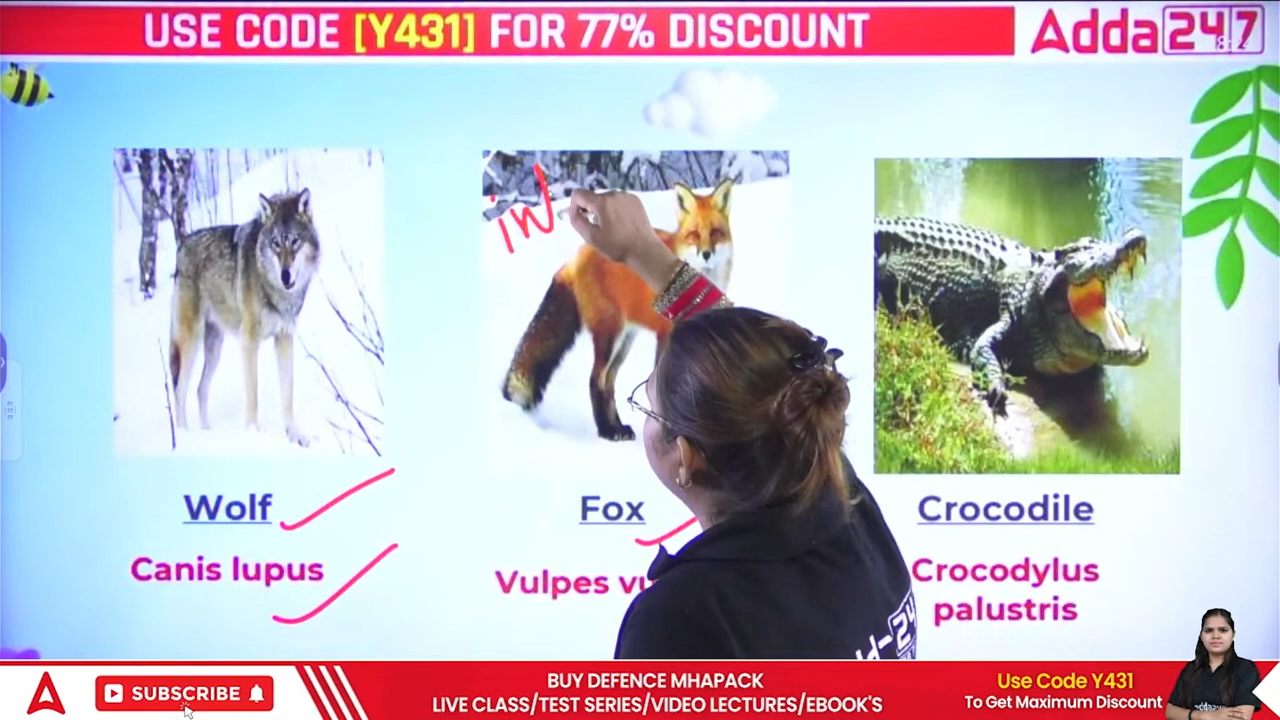 USE CODE [Y431] FOR 77% DISCOUNT
Adda247
in
Wolf
Fox
Crocodile
Canis lupus
Vulpes
Crocodylus
palustris
SUBSCRIBE
BUY DEFENCE MHAPACK
LIVE CLASS/TEST SERIES/VIDEO LECTURES/EBOOK'S
Use Code Y431
To Get Maximum Discount